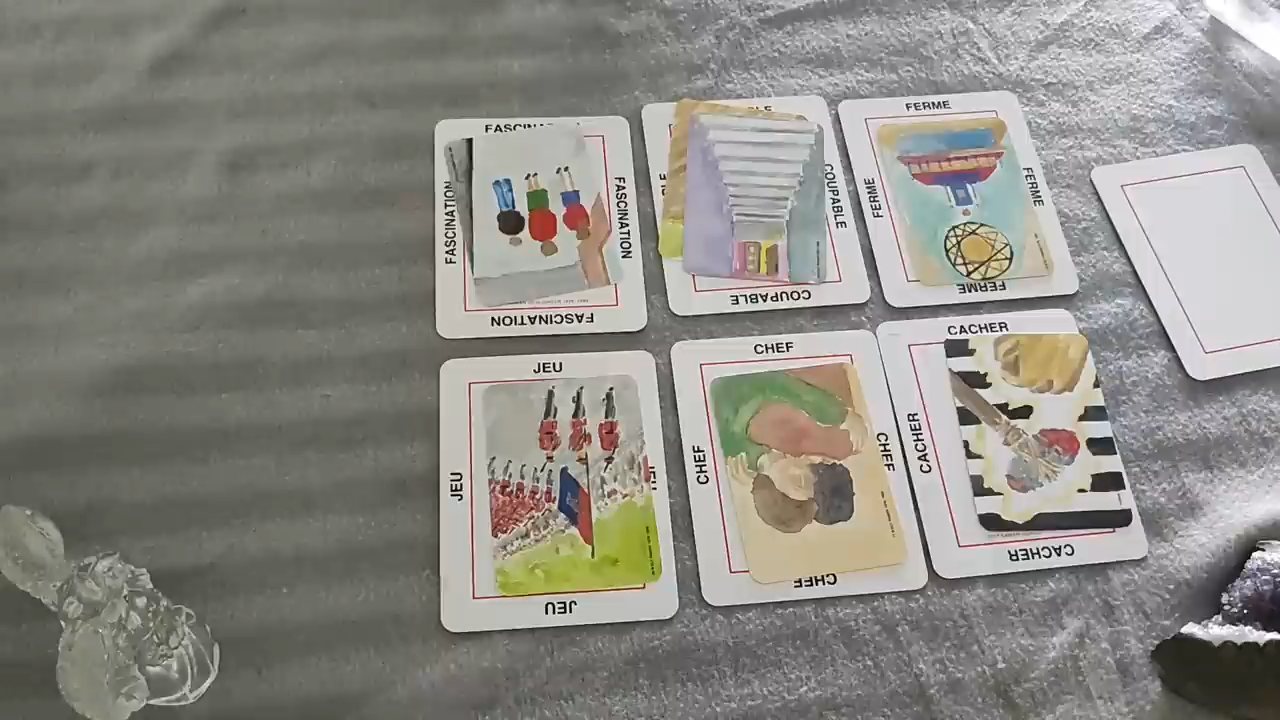 FASCINATION
FASCINATION
FASCINATION
COUPABLE
COUPABLE
FERME
FERME
FERME
FERME
JEU
JEU
JEU
CHEF
CHEF
CHEF
CHEF
CACHER
CACHER
CACHER